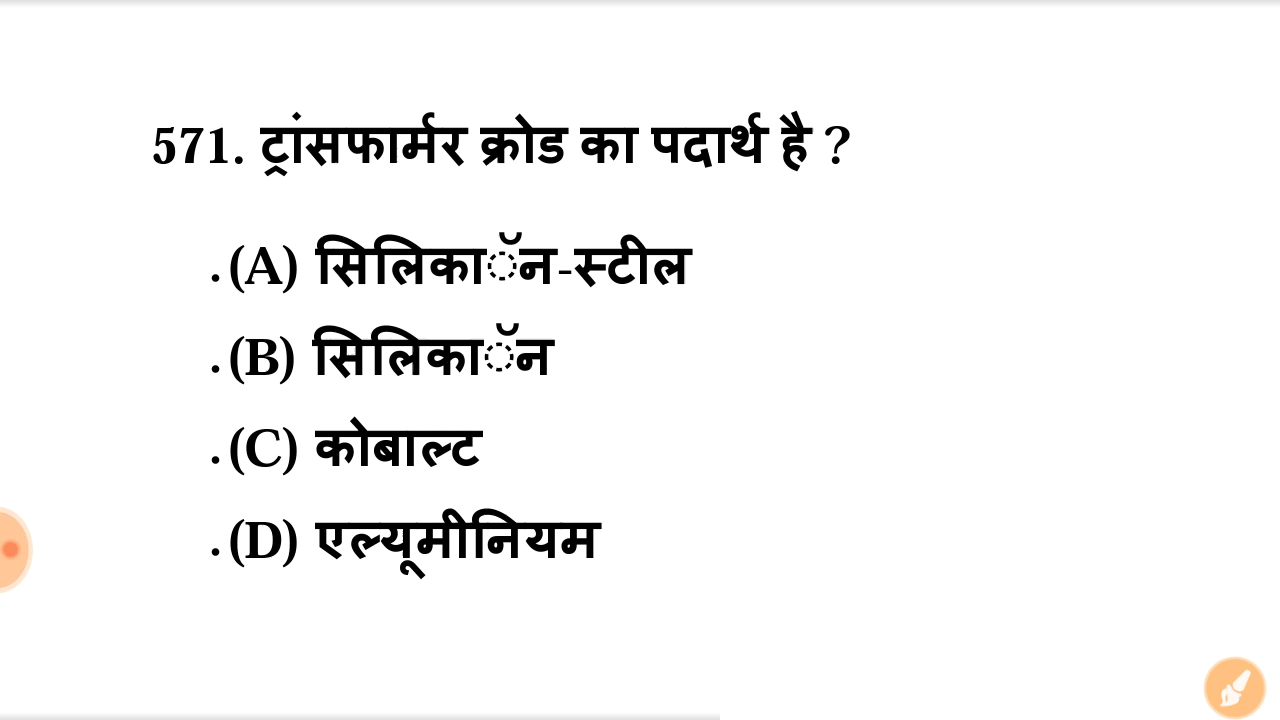 571. ट्रांसफार्मर क्रोड का पदार्थ है ?
. (A) सिलिकाॅन-स्टील
. (B) सिलिकाॅन
. (C) कोबाल्ट
. (D) एल्यूमीनियम